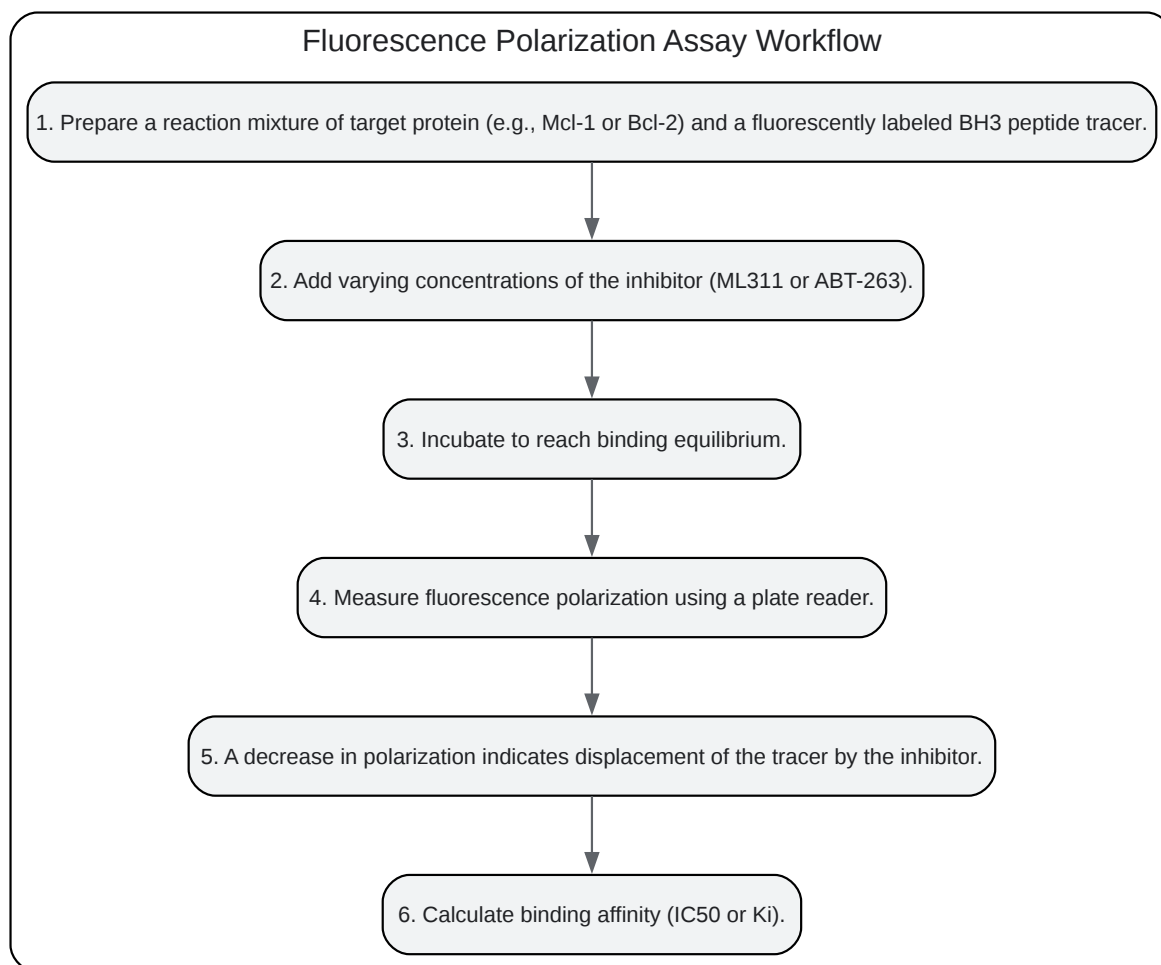 Fluorescence Polarization Assay Workflow
1. Prepare a reaction mixture of target protein (e.g., Mcl-1 or Bcl-2) and a fluorescently labeled BH3 peptide tracer.
2. Add varying concentrations of the inhibitor (ML311 or ABT-263).
3. Incubate to reach binding equilibrium.
4. Measure fluorescence polarization using a plate reader.
5. A decrease in polarization indicates displacement of the tracer by the inhibitor.
6. Calculate binding affinity (IC50 or Ki).